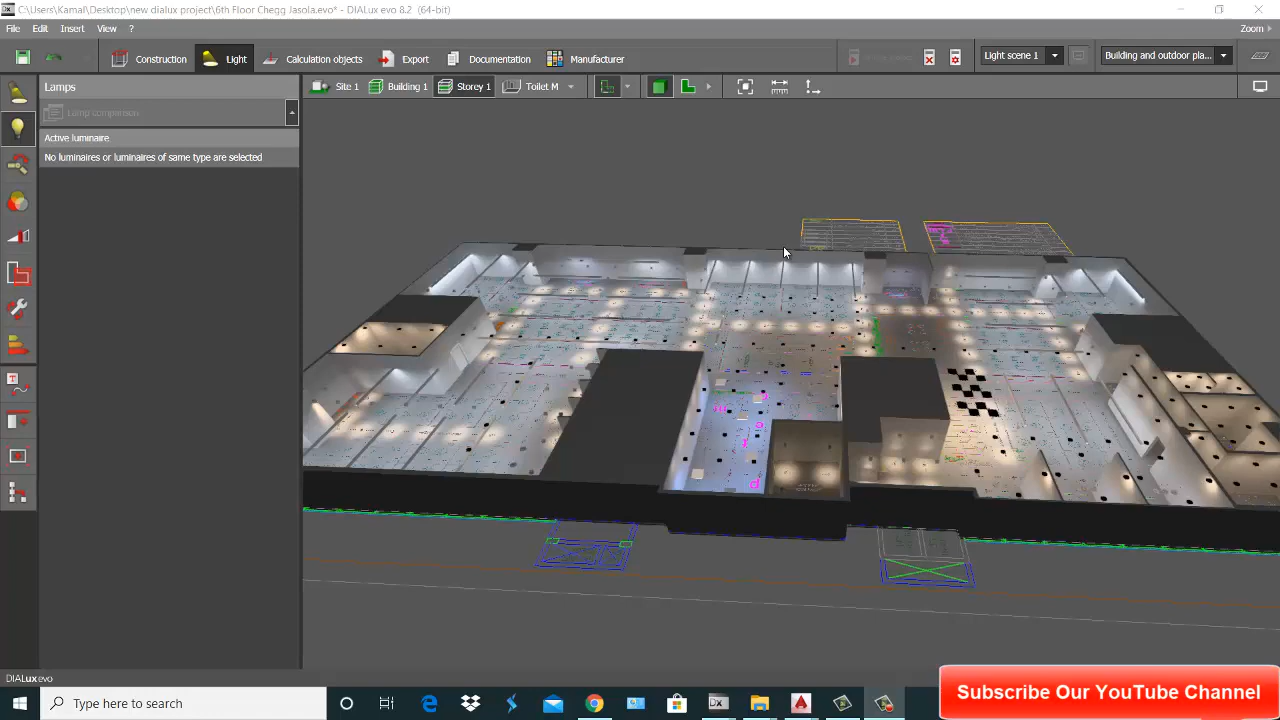 C:\Users\Kamal\Desktop\new dialux project\6th Floor Chegg Jasola.evo* - DIALux evo 8.2 (64-bit)
File Edit Insert View ? Zoom
Construction Light Calculation objects Export Documentation Manufacturer Light scene 1 Building and outdoor pla...
Lamps Site 1 Building 1 Storey 1 Toilet M
Lamp comparison
Active luminaire
No luminaires or luminaires of same type are selected
DIALux evo
Type here to search
Subscribe Our YouTube Channel